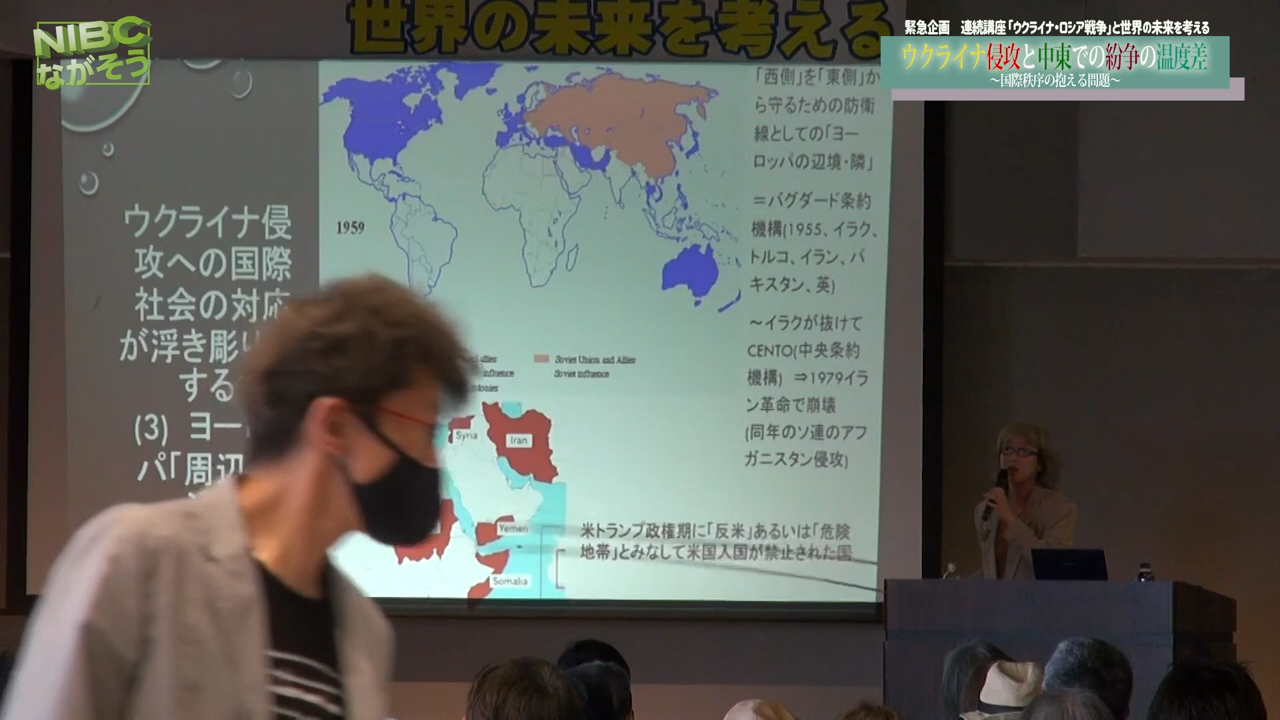 NIBC
ながそう
世界の未来を考える
緊急企画 連続講座「ウクライナ・ロシア戦争」と世界の未来を考える
ウクライナ侵攻と中東での紛争の温度差
～国際秩序の抱える問題～
ウクライナ侵
攻への国際
社会の対応
が浮き彫り
する
(3) ヨー
パ「周辺
1959
Allies
influence
colonies
Soviet Union and Allies
Soviet influence
「西側」を「東側」か
ら守るための防衛
線としての「ヨー
ロッパの辺境・隣」
＝バグダード条約
機構(1955、イラク、
トルコ、イラン、パ
キスタン、英)
～イラクが抜けて
CENTO(中央条約
機構) ⇒1979イラ
ン革命で崩壊
(同年のソ連のアフ
ガニスタン侵攻)
Syria
Iran
Yemen
Somalia
米トランプ政権期に「反米」あるいは「危険
地帯」とみなして米国入国が禁止された国